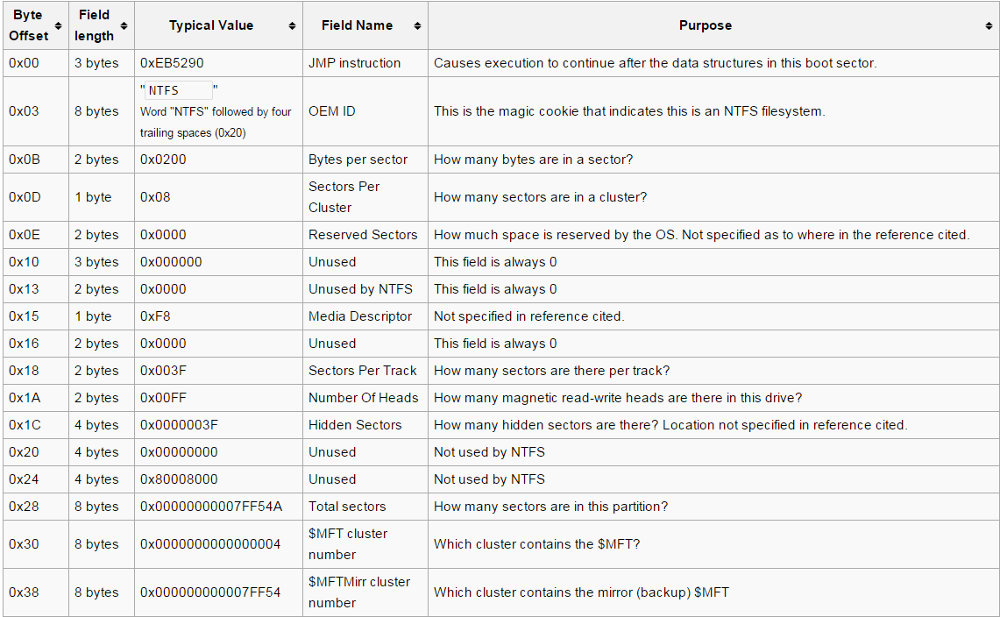 Byte Offset Field length Typical Value Field Name Purpose
0x00 3 bytes 0xEB5290 JMP instruction Causes execution to continue after the data structures in this boot sector.
0x03 8 bytes "NTFS    "
Word "NTFS" followed by four
trailing spaces (0x20) OEM ID This is the magic cookie that indicates this is an NTFS filesystem.
0x0B 2 bytes 0x0200 Bytes per sector How many bytes are in a sector?
0x0D 1 byte 0x08 Sectors Per Cluster How many sectors are in a cluster?
0x0E 2 bytes 0x0000 Reserved Sectors How much space is reserved by the OS. Not specified as to where in the reference cited.
0x10 3 bytes 0x000000 Unused This field is always 0
0x13 2 bytes 0x0000 Unused by NTFS This field is always 0
0x15 1 byte 0xF8 Media Descriptor Not specified in reference cited.
0x16 2 bytes 0x0000 Unused This field is always 0
0x18 2 bytes 0x003F Sectors Per Track How many sectors are there per track?
0x1A 2 bytes 0x00FF Number Of Heads How many magnetic read-write heads are there in this drive?
0x1C 4 bytes 0x0000003F Hidden Sectors How many hidden sectors are there? Location not specified in reference cited.
0x20 4 bytes 0x00000000 Unused Not used by NTFS
0x24 4 bytes 0x80008000 Unused Not used by NTFS
0x28 8 bytes 0x00000000007FF54A Total sectors How many sectors are in this partition?
0x30 8 bytes 0x0000000000000004 $MFT cluster number Which cluster contains the $MFT?
0x38 8 bytes 0x000000000007FF54 $MFTMirr cluster number Which cluster contains the mirror (backup) $MFT